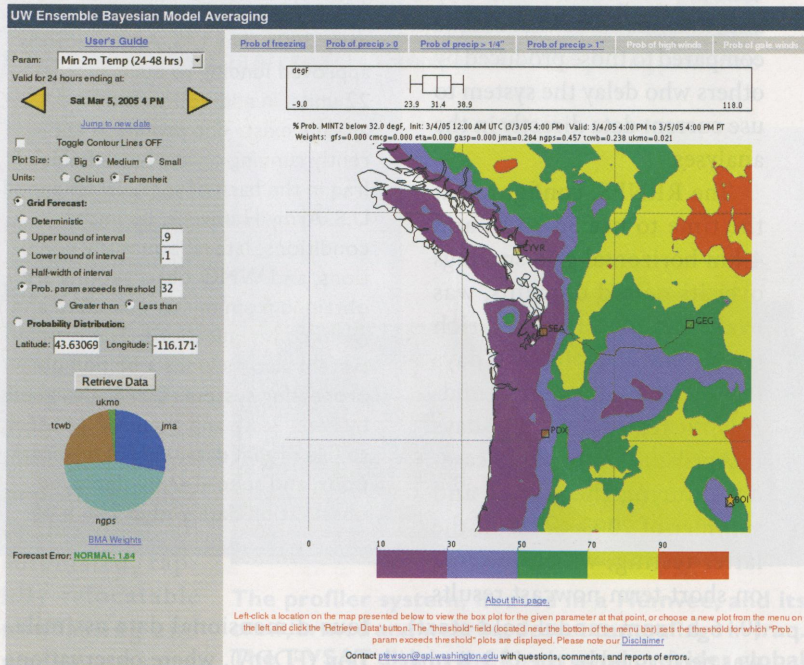 UW Ensemble Bayesian Model Averaging
User's Guide
Param: Min 2m Temp (24-48 hrs)
Valid for 24 hours ending at:
Sat Mar 5, 2005 4 PM
Jump to new date
Toggle Contour Lines OFF
Plot Size: Big Medium Small
Units: Celsius Fahrenheit
Grid Forecast:
Deterministic
Upper bound of interval .9
Lower bound of interval .1
Half-width of interval
Prob. param exceeds threshold 32
Greater than Less than
Probability Distribution:
Latitude: 43.63069 Longitude: -116.171
Retrieve Data
ukmo
tcwb
jma
ngps
BMA Weights
Forecast Error: NORMAL: 1.84
Prob of freezing Prob of precip > 0 Prob of precip > 1/4" Prob of precip > 1" Prob of high winds Prob of gale winds
degF
-9.0 23.9 31.4 38.9 118.0
% Prob. MINT2 below 32.0 degF, Init: 3/4/05 12:00 AM UTC (3/3/05 4:00 PM) Valid: 3/4/05 4:00 PM to 3/5/05 4:00 PM PT
Weights: gfs=0.000 cmcg=0.000 eta=0.000 gasp=0.000 jma=0.284 ngps=0.457 tcwb=0.238 ukmo=0.021
CYVR
SEA
GEG
PDX
BOI
0 10 30 50 70 90
About this page.
Left-click a location on the map presented below to view the box plot for the given parameter at that point, or choose a new plot from the menu on
the left and click the 'Retrieve Data' button. The "threshold" field (located near the bottom of the menu bar) sets the threshold for which "Prob.
param exceeds threshold" plots are displayed. Please note our Disclaimer
Contact ptewson@apl.washington.edu with questions, comments, and reports of errors.